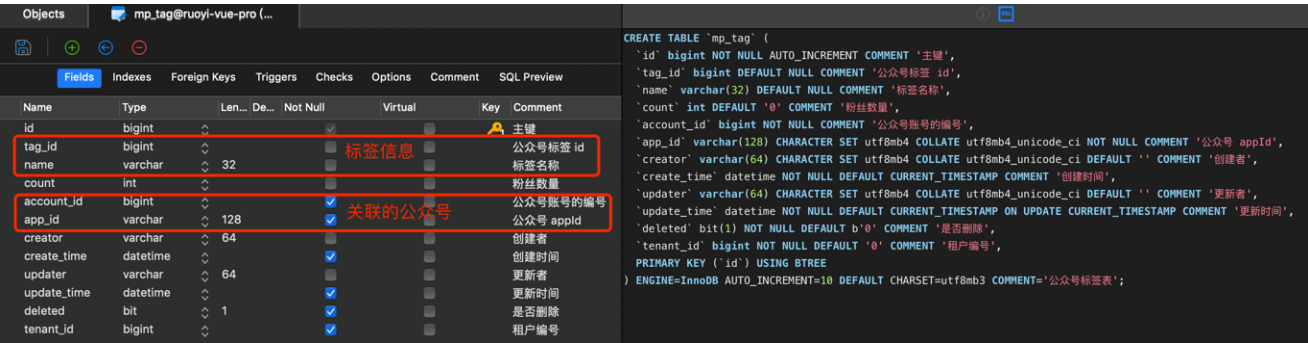 Objects
mp_tag@ruoyi-vue-pro (...
Fields Indexes Foreign Keys Triggers Checks Options Comment SQL Preview
Name Type Len... De... Not Null Virtual Key Comment
id bigint 主键
tag_id bigint 公众号标签 id
标签信息
name varchar 32 标签名称
count int 粉丝数量
account_id bigint 公众号账号的编号
关联的公众号
app_id varchar 128 公众号 appId
creator varchar 64 创建者
create_time datetime 创建时间
updater varchar 64 更新者
update_time datetime 更新时间
deleted bit 1 是否删除
tenant_id bigint 租户编号
CREATE TABLE `mp_tag` (
`id` bigint NOT NULL AUTO_INCREMENT COMMENT '主键',
`tag_id` bigint DEFAULT NULL COMMENT '公众号标签 id',
`name` varchar(32) DEFAULT NULL COMMENT '标签名称',
`count` int DEFAULT '0' COMMENT '粉丝数量',
`account_id` bigint NOT NULL COMMENT '公众号账号的编号',
`app_id` varchar(128) CHARACTER SET utf8mb4 COLLATE utf8mb4_unicode_ci NOT NULL COMMENT '公众号 appId',
`creator` varchar(64) CHARACTER SET utf8mb4 COLLATE utf8mb4_unicode_ci DEFAULT '' COMMENT '创建者',
`create_time` datetime NOT NULL DEFAULT CURRENT_TIMESTAMP COMMENT '创建时间',
`updater` varchar(64) CHARACTER SET utf8mb4 COLLATE utf8mb4_unicode_ci DEFAULT '' COMMENT '更新者',
`update_time` datetime NOT NULL DEFAULT CURRENT_TIMESTAMP ON UPDATE CURRENT_TIMESTAMP COMMENT '更新时间',
`deleted` bit(1) NOT NULL DEFAULT b'0' COMMENT '是否删除',
`tenant_id` bigint NOT NULL DEFAULT '0' COMMENT '租户编号',
PRIMARY KEY (`id`) USING BTREE
) ENGINE=InnoDB AUTO_INCREMENT=10 DEFAULT CHARSET=utf8mb3 COMMENT='公众号标签表';